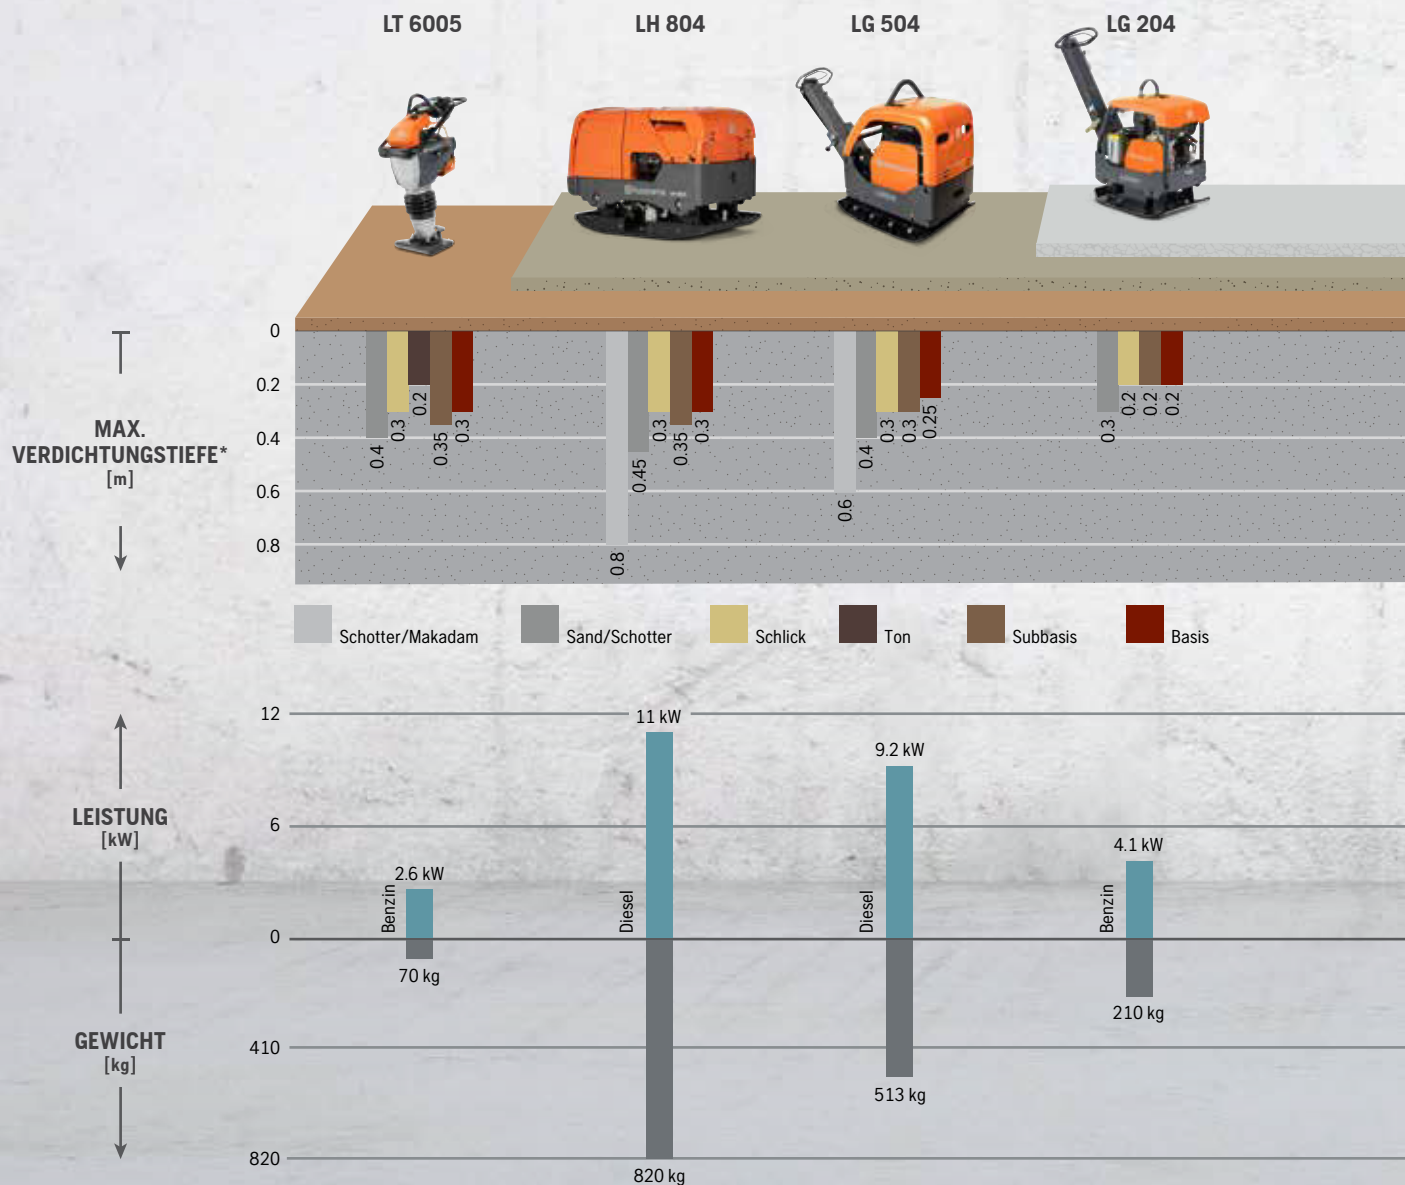 LT 6005
LH 804
LG 504
LG 204
0
0.2
0.4
0.6
0.8
MAX.
VERDICHTUNGSTIEFE*
[m]
0.4
0.3
0.2
0.35
0.3
0.8
0.45
0.3
0.35
0.3
0.6
0.4
0.3
0.3
0.25
0.3
0.2
0.2
0.2
Schotter/Makadam
Sand/Schotter
Schlick
Ton
Subbasis
Basis
12
6
0
410
820
LEISTUNG
[kW]
GEWICHT
[kg]
2.6 kW
Benzin
70 kg
11 kW
Diesel
820 kg
9.2 kW
Diesel
513 kg
4.1 kW
Benzin
210 kg